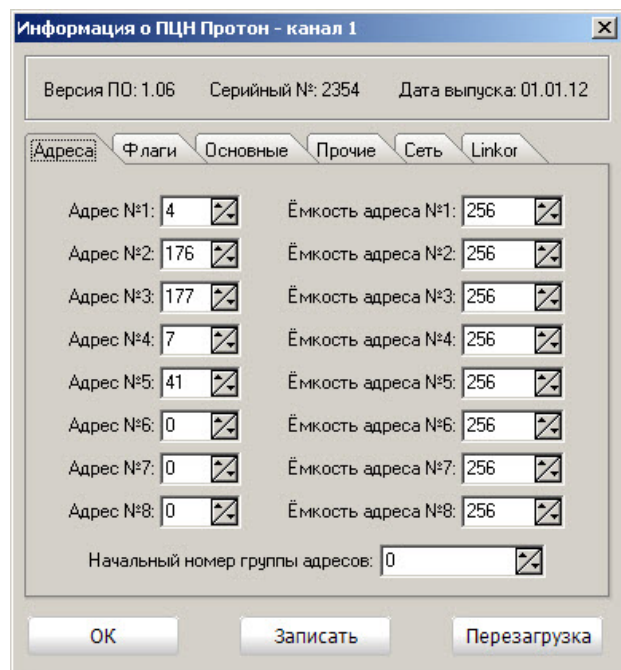 Информация о ПЦН Протон - канал 1
Версия ПО: 1.06 Серийный №: 2354 Дата выпуска: 01.01.12
Адреса Флаги Основные Прочие Сеть Linkor
Адрес №1: 4 Ёмкость адреса №1: 256
Адрес №2: 176 Ёмкость адреса №2: 256
Адрес №3: 177 Ёмкость адреса №3: 256
Адрес №4: 7 Ёмкость адреса №4: 256
Адрес №5: 41 Ёмкость адреса №5: 256
Адрес №6: 0 Ёмкость адреса №6: 256
Адрес №7: 0 Ёмкость адреса №7: 256
Адрес №8: 0 Ёмкость адреса №8: 256
Начальный номер группы адресов: 0
ОК Записать Перезагрузка